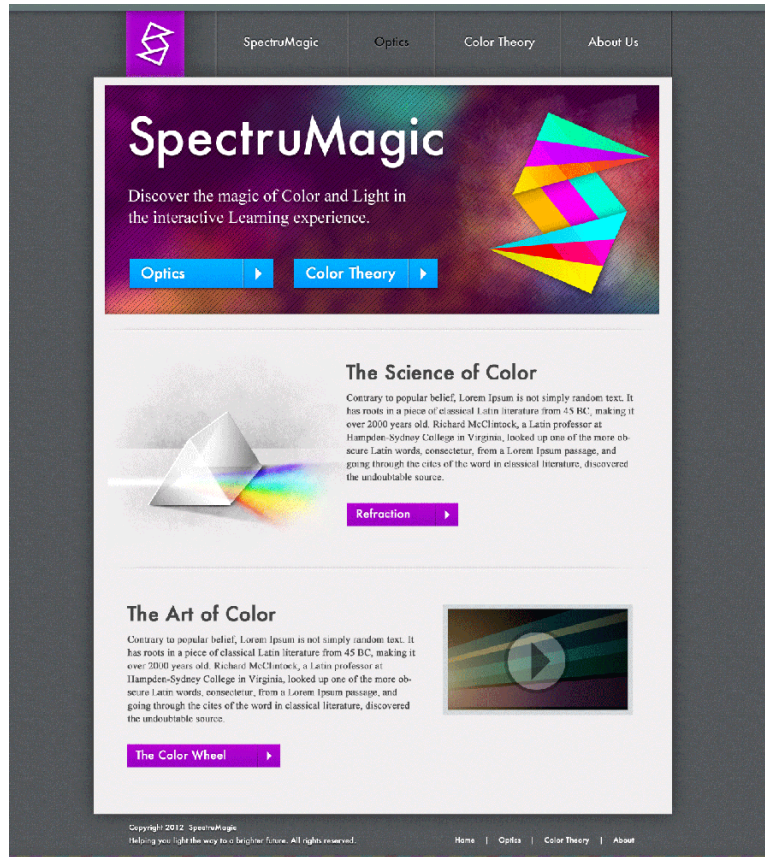 SpectruMagic
Optics
Color Theory
About Us
SpectruMagic
Discover the magic of Color and Light in
the interactive Learning experience.
Optics
Color Theory
The Science of Color
Contrary to popular belief, Lorem Ipsum is not simply random text. It
has roots in a piece of classical Latin literature from 45 BC, making it
over 2000 years old. Richard McClintock, a Latin professor at
Hampden-Sydney College in Virginia, looked up one of the more ob-
scure Latin words, consectetur, from a Lorem Ipsum passage, and
going through the cites of the word in classical literature, discovered
the undoubtable source.
Refraction
The Art of Color
Contrary to popular belief, Lorem Ipsum is not simply random text. It
has roots in a piece of classical Latin literature from 45 BC, making it
over 2000 years old. Richard McClintock, a Latin professor at
Hampden-Sydney College in Virginia, looked up one of the more ob-
scure Latin words, consectetur, from a Lorem Ipsum passage, and
going through the cites of the word in classical literature, discovered
the undoubtable source.
The Color Wheel
Copyright 2012 SpectruMagic
Helping you light the way to a brighter future. All rights reserved.
Home | Optics | Color Theory | About